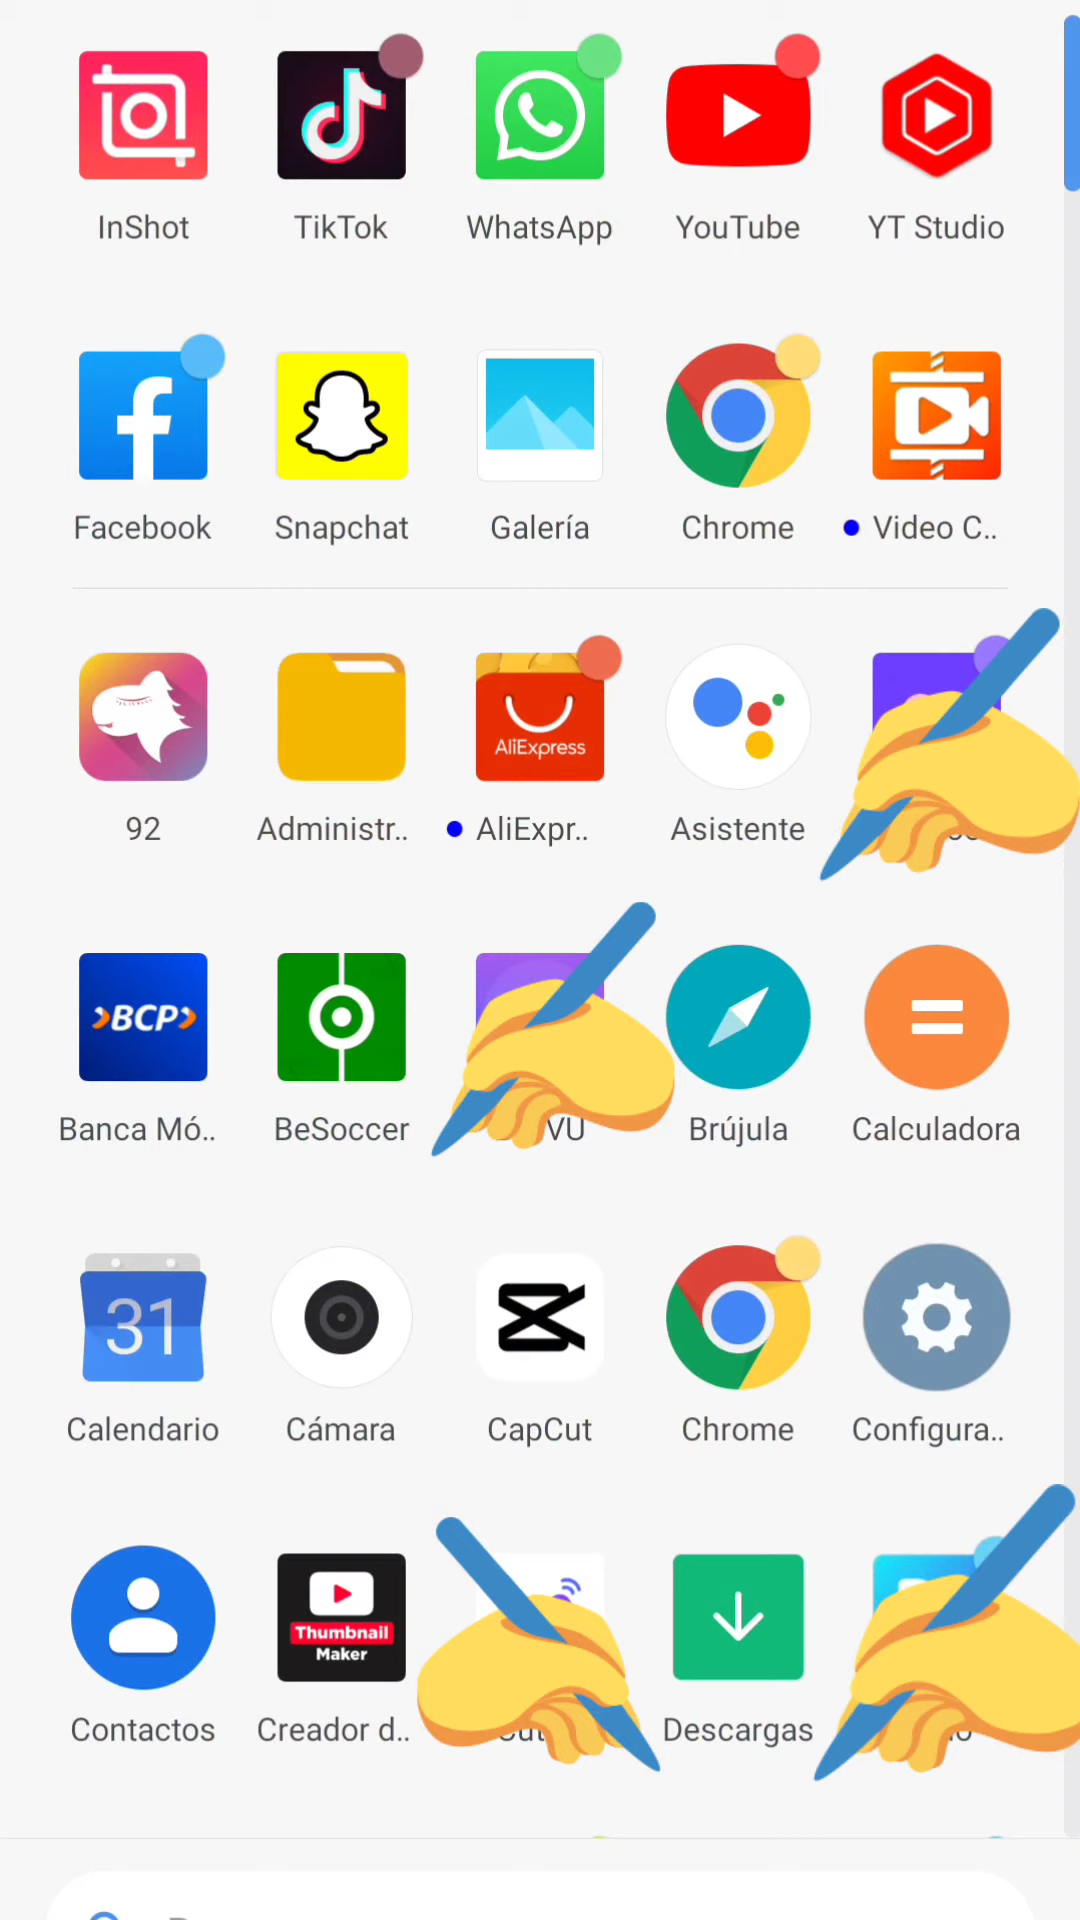 InShot TikTok WhatsApp YouTube YT Studio
Facebook Snapchat Galería Chrome Video C..
AliExpress
92 Administr.. AliExpr.. Asistente
BCP
Banca Mó.. BeSoccer VU Brújula Calculadora
31
Calendario Cámara CapCut Chrome Configura..
Thumbnail
Maker
Contactos Creador d.. Descargas